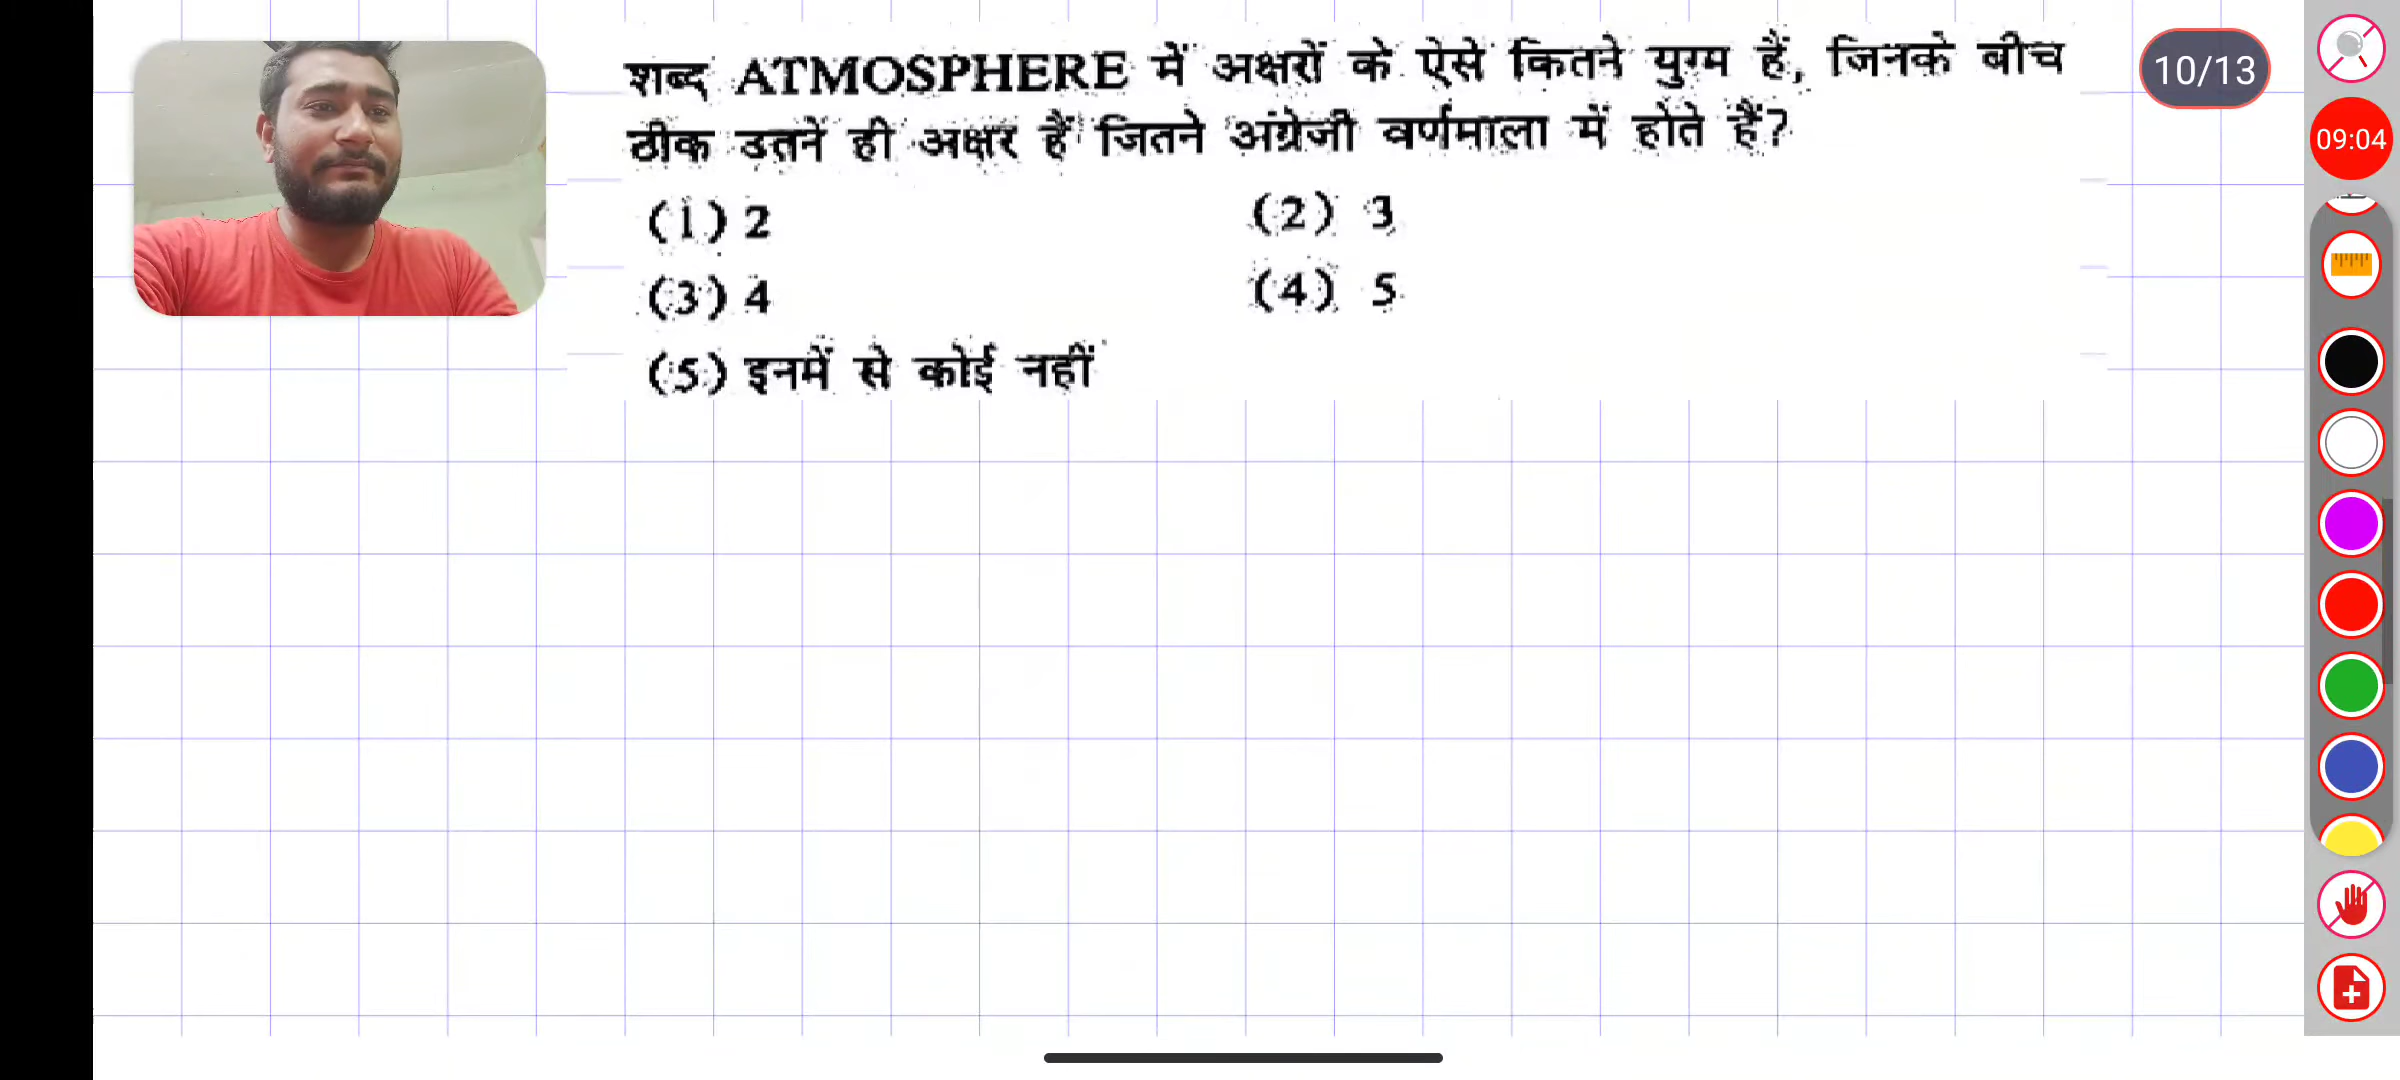 शब्द ATMOSPHERE में अक्षरों के ऐसे कितने युग्म हैं, जिनके बीच
ठीक उतने ही अक्षर हैं जितने अंग्रेजी वर्णमाला में होते हैं?
(1) 2
(2) 3
(3) 4
(4) 5
(5) इनमें से कोई नहीं
10/13
09:04